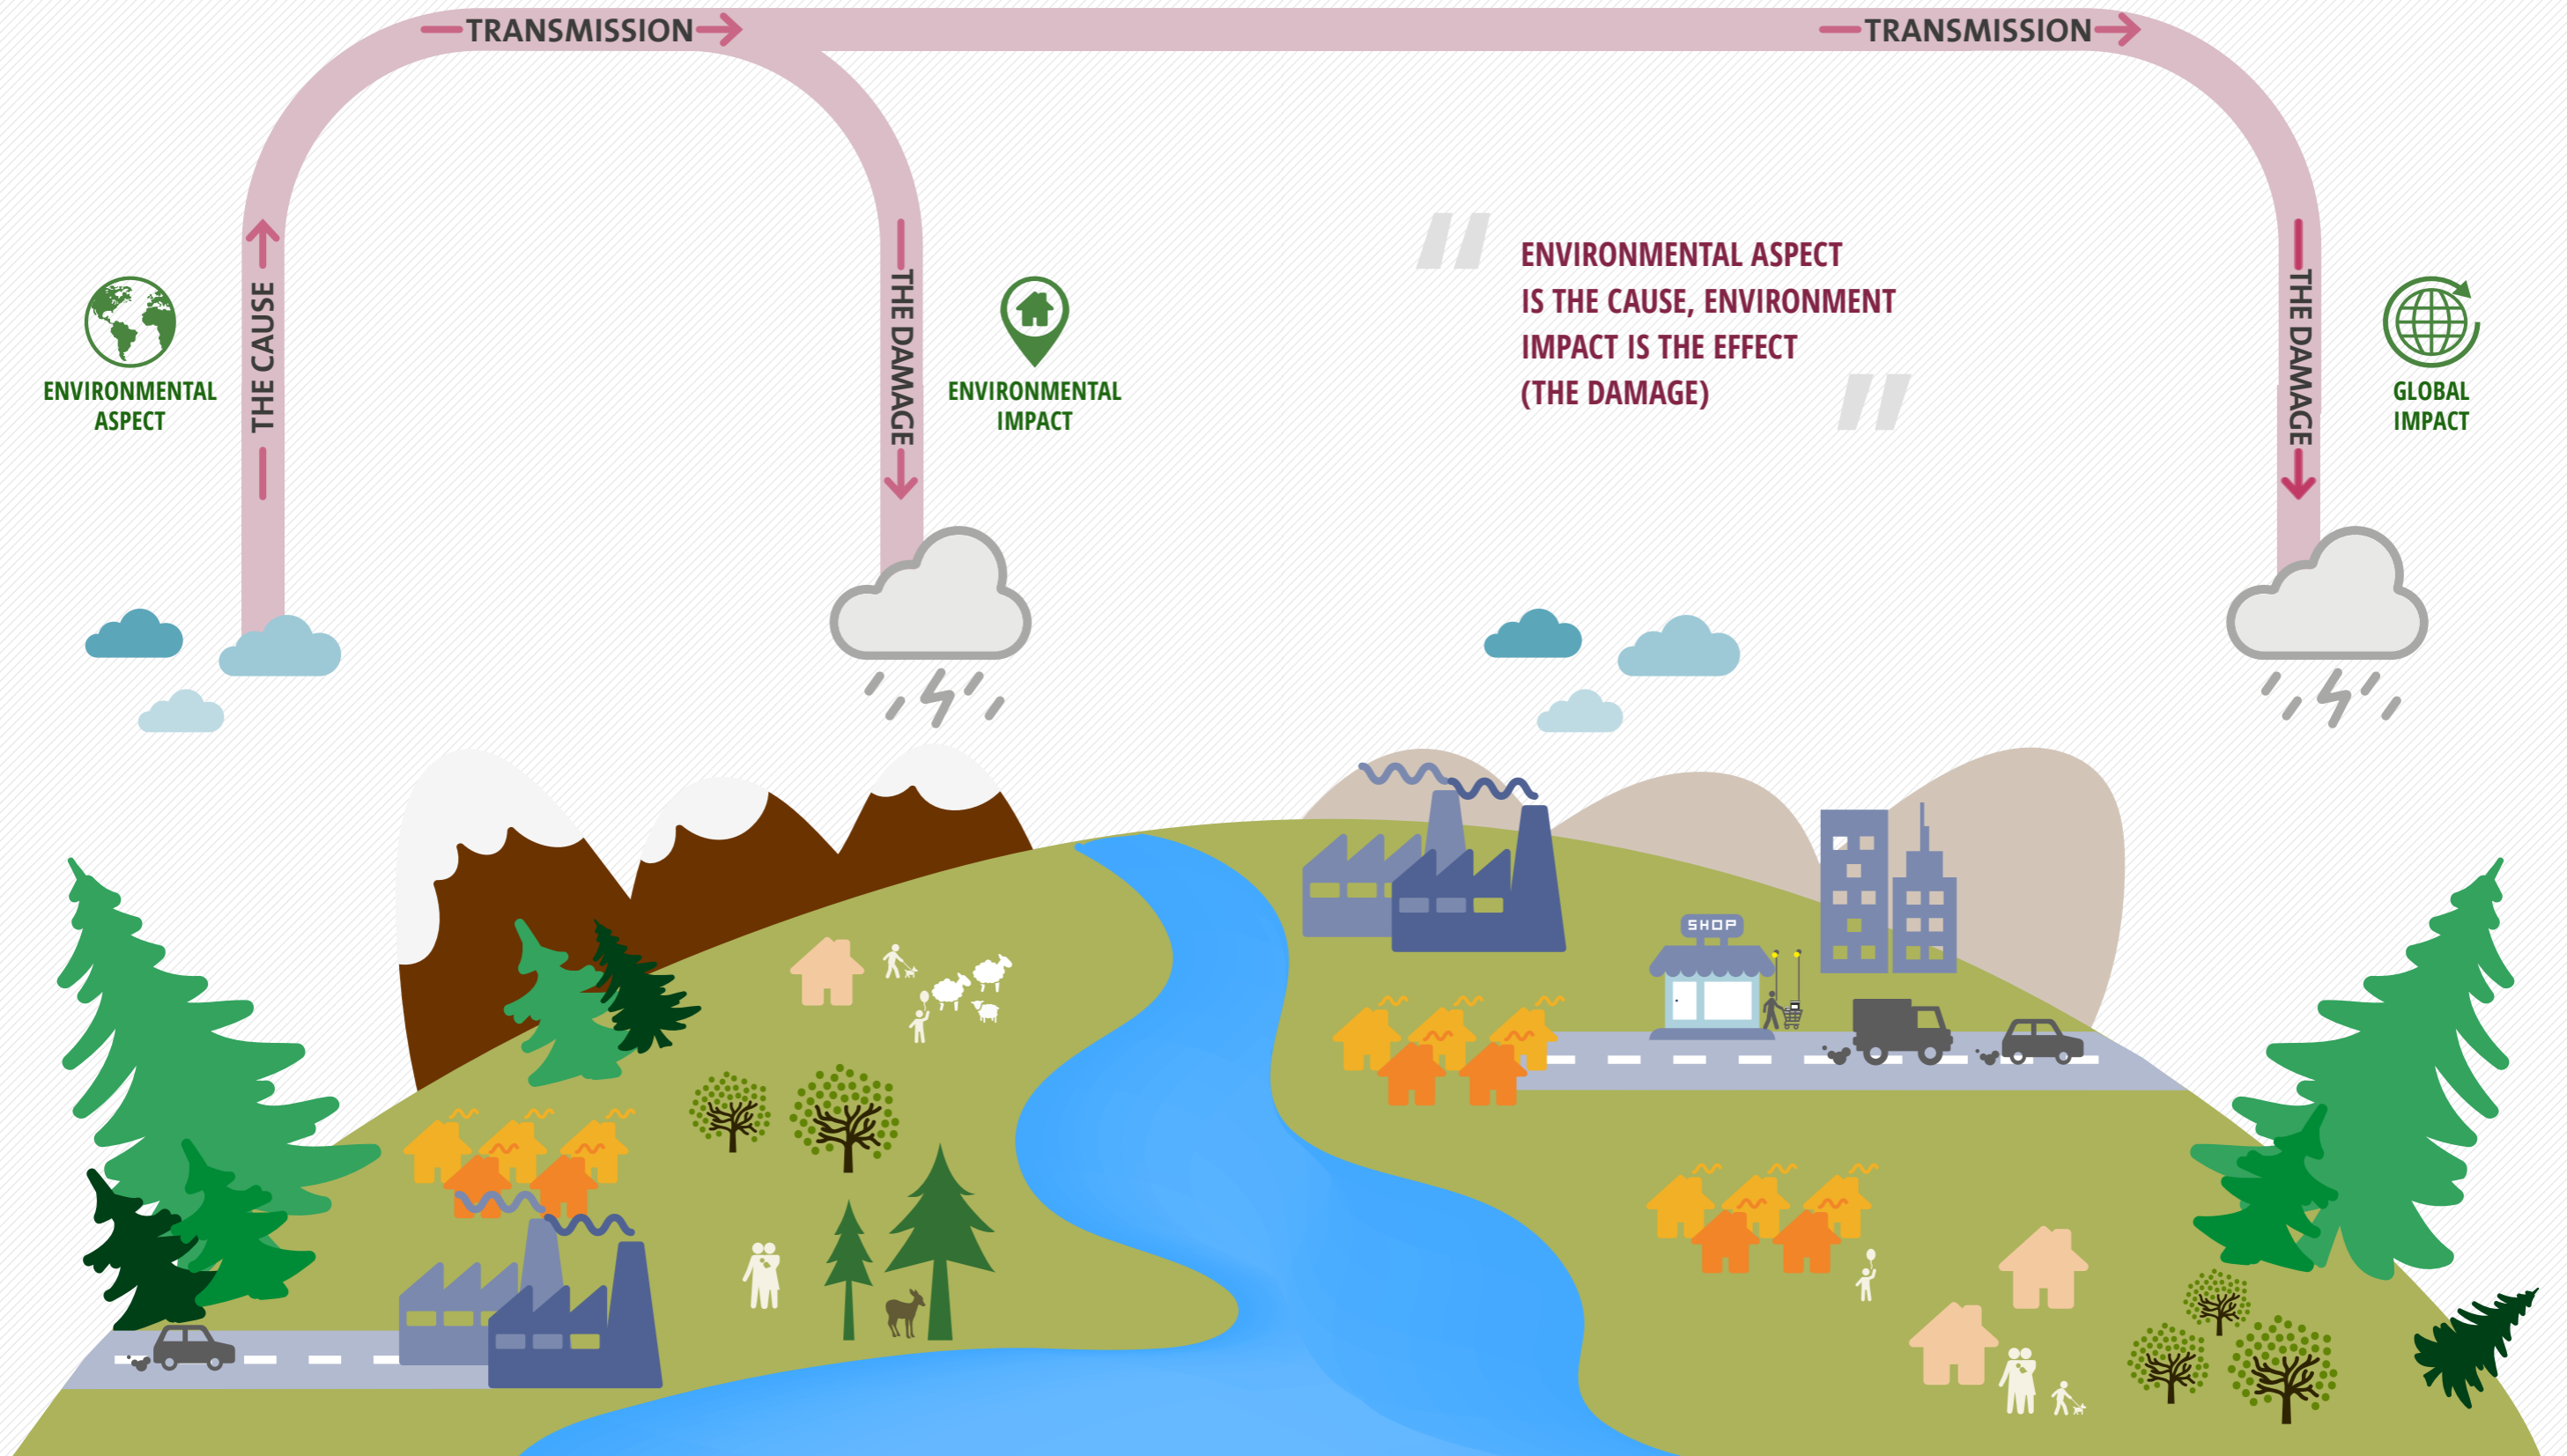 TRANSMISSION
TRANSMISSION
THE CAUSE
ENVIRONMENTAL
ASPECT
THE DAMAGE
ENVIRONMENTAL
IMPACT
"ENVIRONMENTAL ASPECT
IS THE CAUSE, ENVIRONMENT
IMPACT IS THE EFFECT
(THE DAMAGE)"
THE DAMAGE
GLOBAL
IMPACT
SHOP